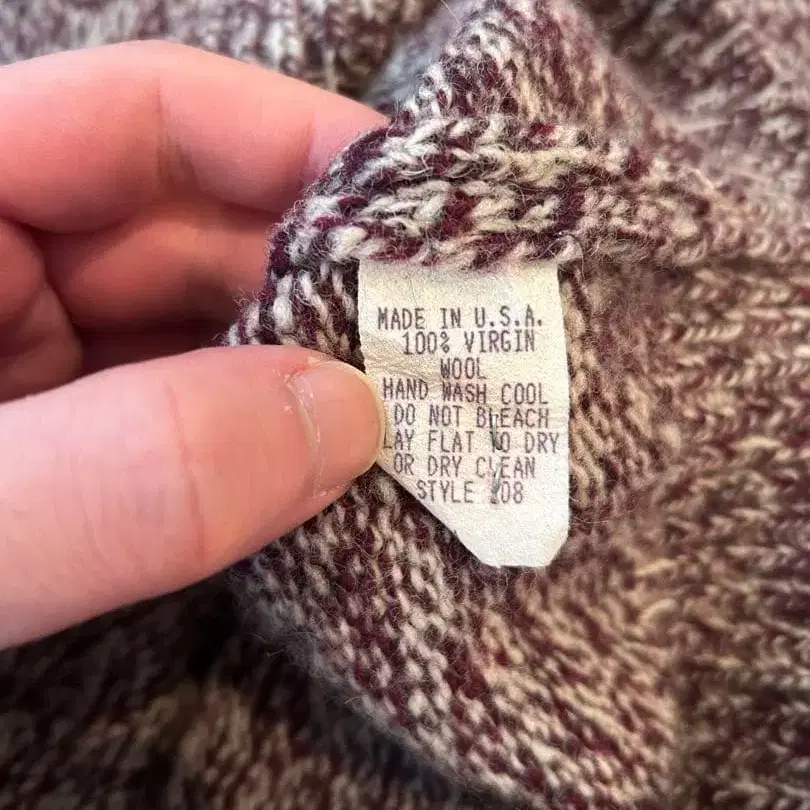 MADE IN U.S.A.
100% VIRGIN
WOOL
HAND WASH COOL
DO NOT BLEACH
LAY FLAT TO DRY
OR DRY CLEAN
STYLE